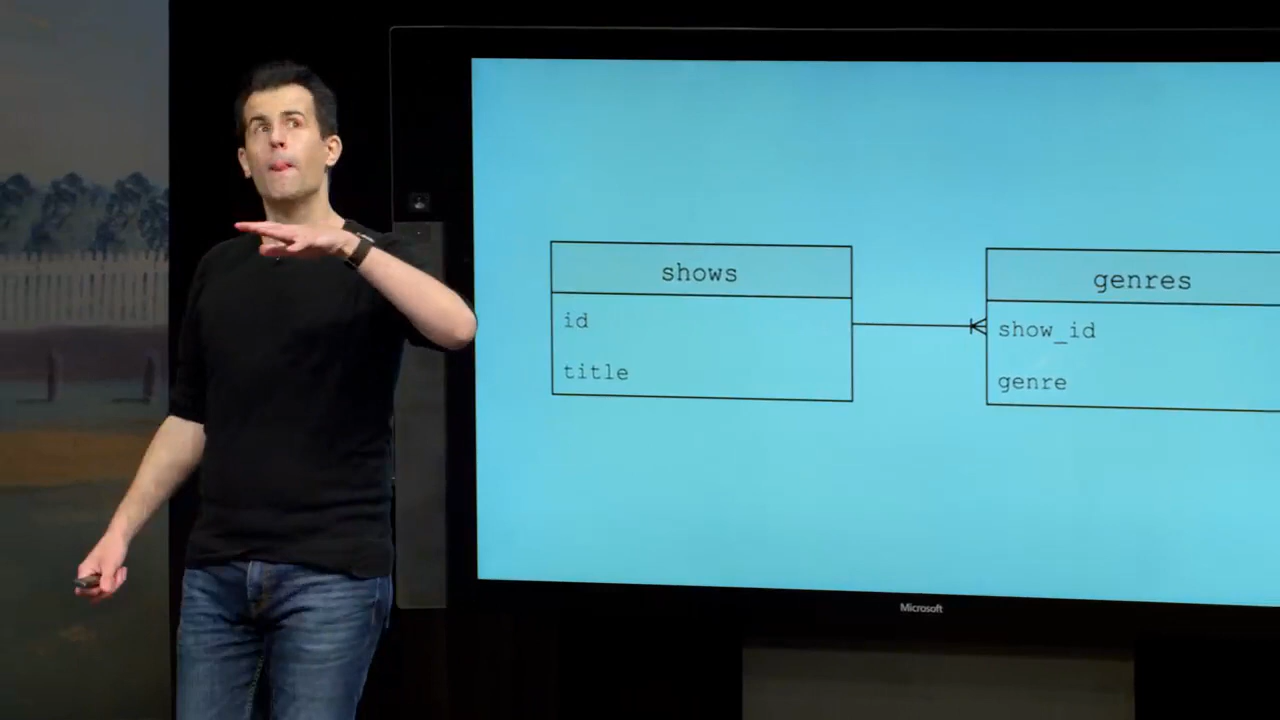 shows
id
title
genres
show_id
genre
Microsoft